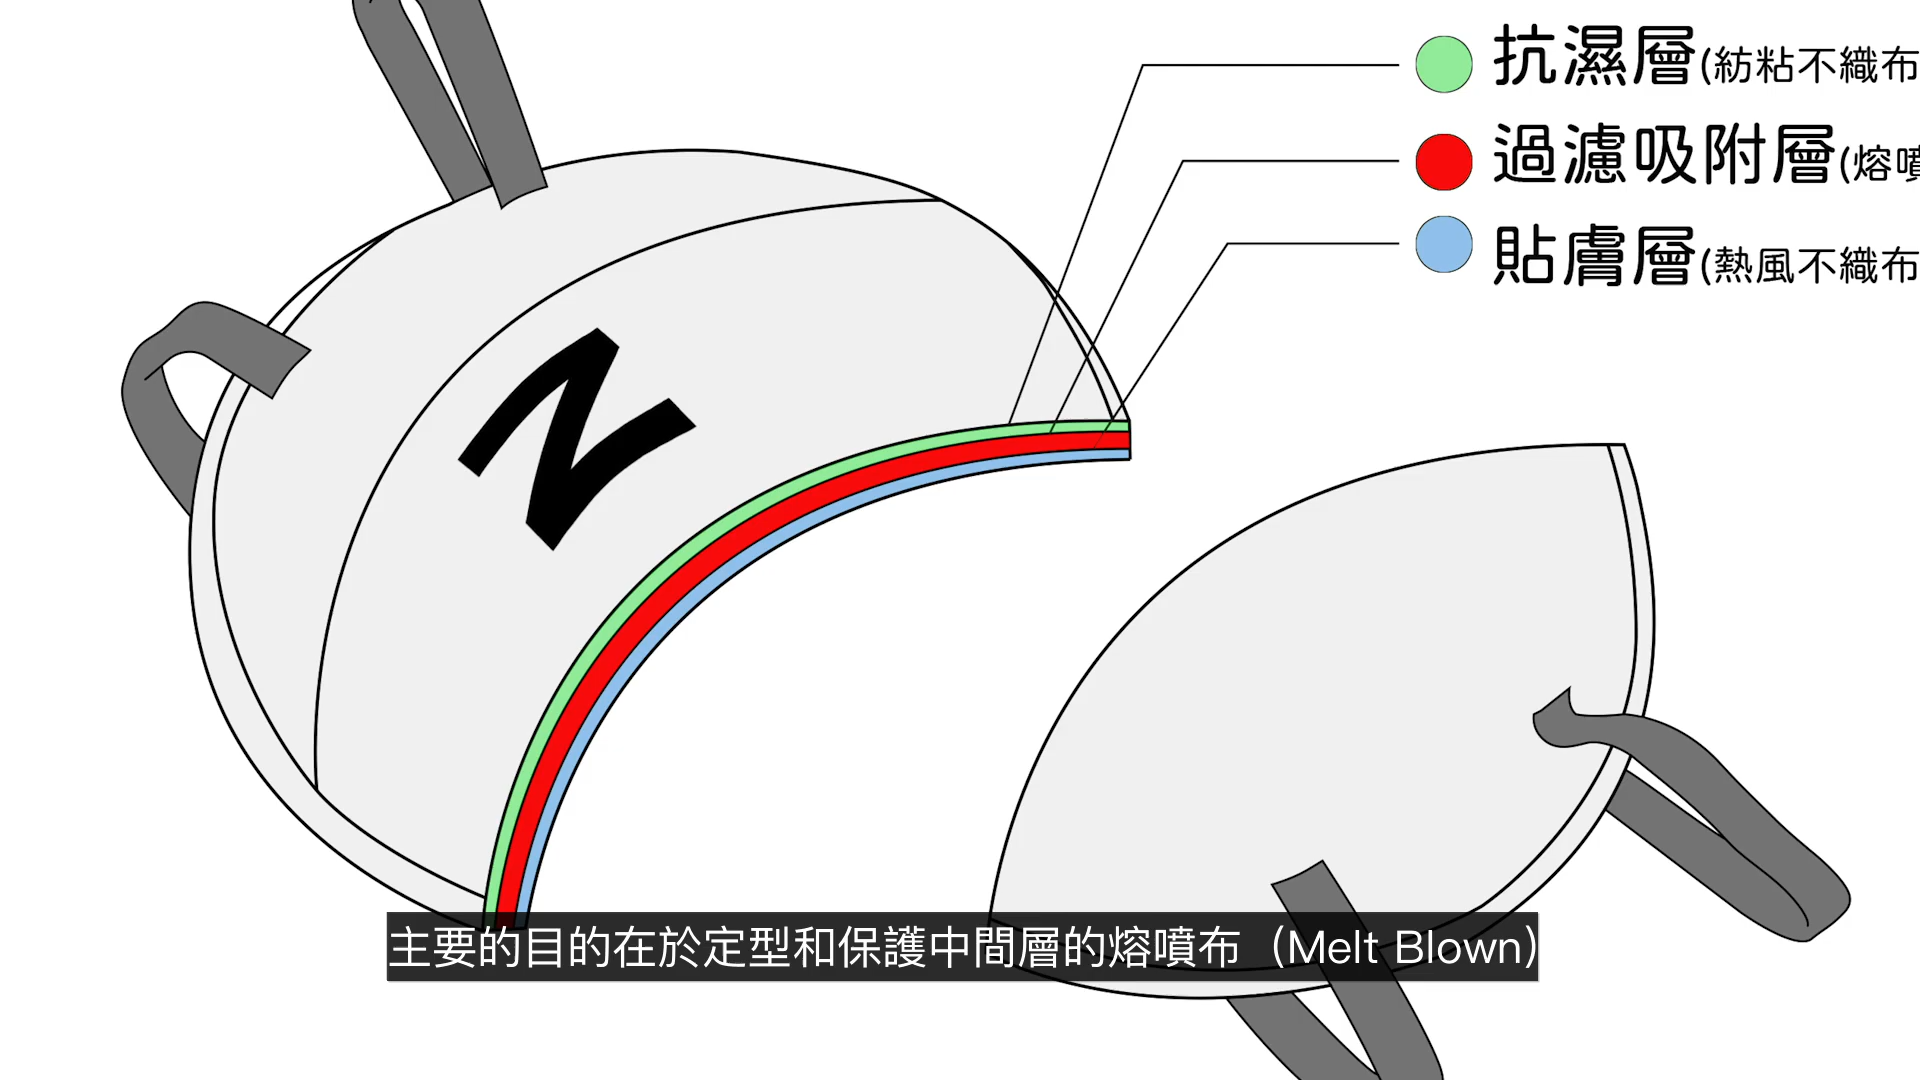 抗濕層(紡粘不織布
過濾吸附層(熔噴
貼膚層(熱風不織布
N
主要的目的在於定型和保護中間層的熔噴布（Melt Blown）